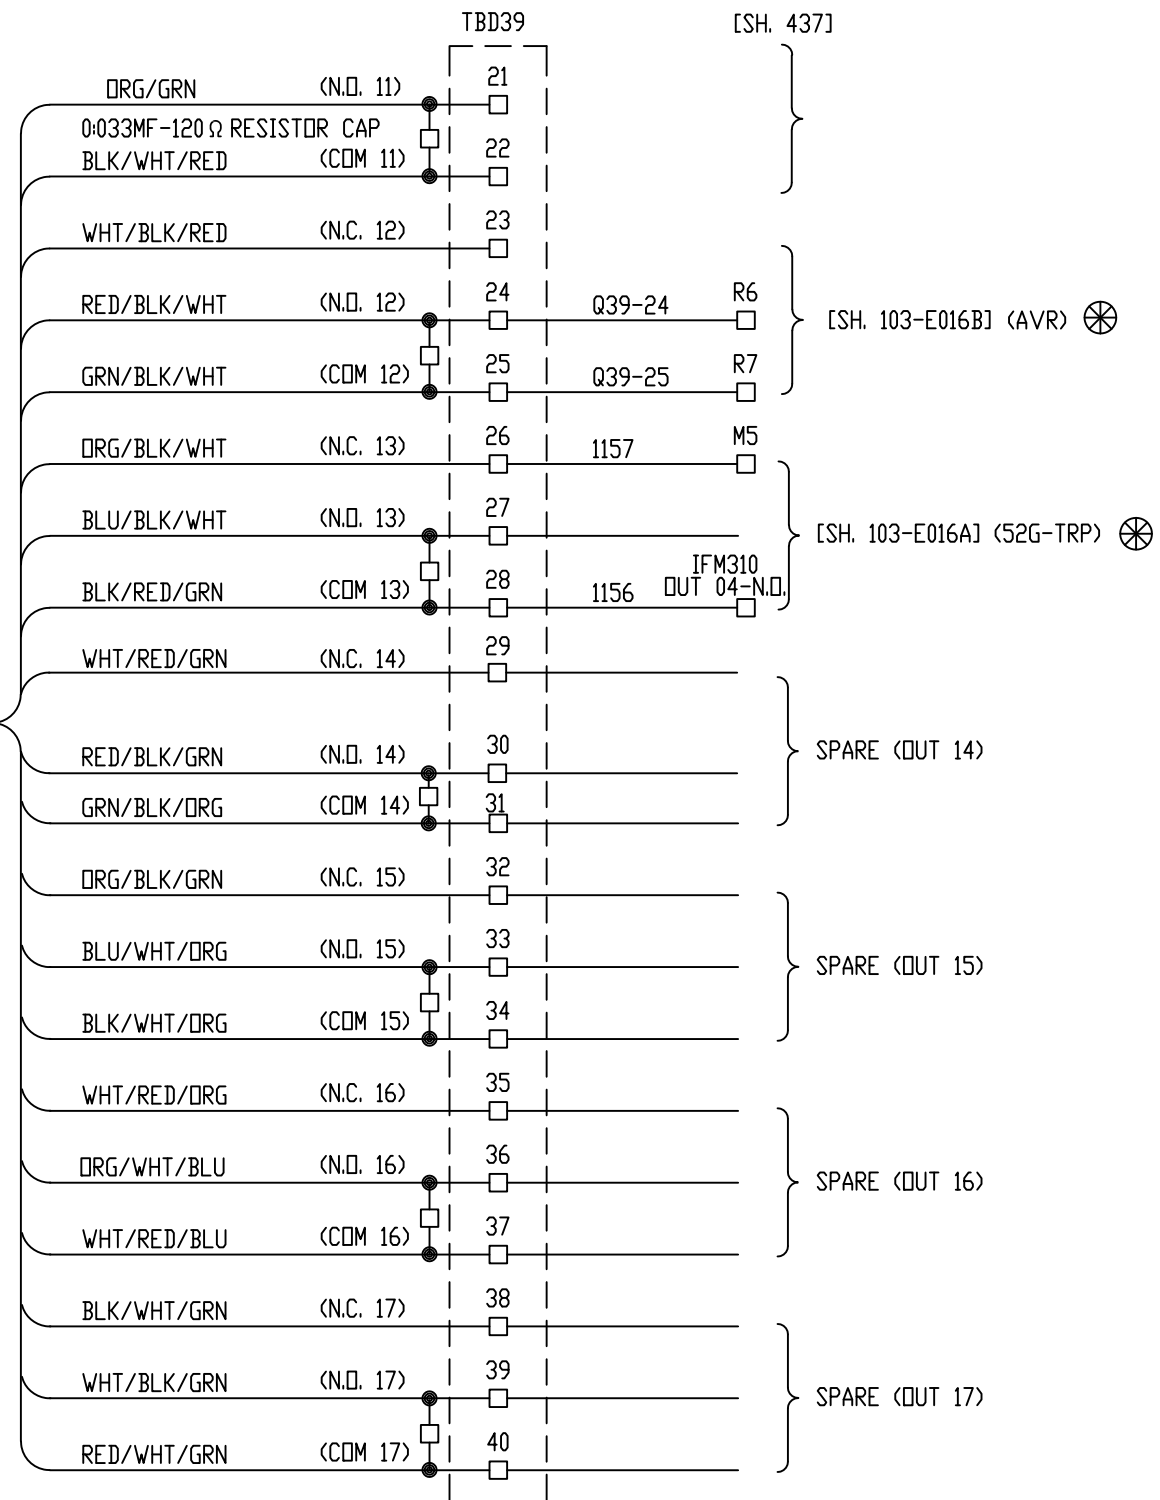 TBD39 [SH. 437]
21
ORG/GRN (N.O. 11)
0:033MF-120Ω RESISTOR CAP
22
BLK/WHT/RED (COM 11)
23
WHT/BLK/RED (N.C. 12)
24 R6
RED/BLK/WHT (N.O. 12) Q39-24
[SH. 103-E016B] (AVR)
25 R7
GRN/BLK/WHT (COM 12) Q39-25
26 M5
ORG/BLK/WHT (N.C. 13) 1157
27
BLU/BLK/WHT (N.O. 13)
[SH. 103-E016A] (52G-TRP)
IFM310
28 OUT 04-N.O.
BLK/RED/GRN (COM 13) 1156
29
WHT/RED/GRN (N.C. 14)
30
RED/BLK/GRN (N.O. 14) SPARE (OUT 14)
31
GRN/BLK/ORG (COM 14)
32
ORG/BLK/GRN (N.C. 15)
33
BLU/WHT/ORG (N.O. 15)
SPARE (OUT 15)
34
BLK/WHT/ORG (COM 15)
35
WHT/RED/ORG (N.C. 16)
36
ORG/WHT/BLU (N.O. 16)
SPARE (OUT 16)
37
WHT/RED/BLU (COM 16)
38
BLK/WHT/GRN (N.C. 17)
39
WHT/BLK/GRN (N.O. 17)
SPARE (OUT 17)
40
RED/WHT/GRN (COM 17)